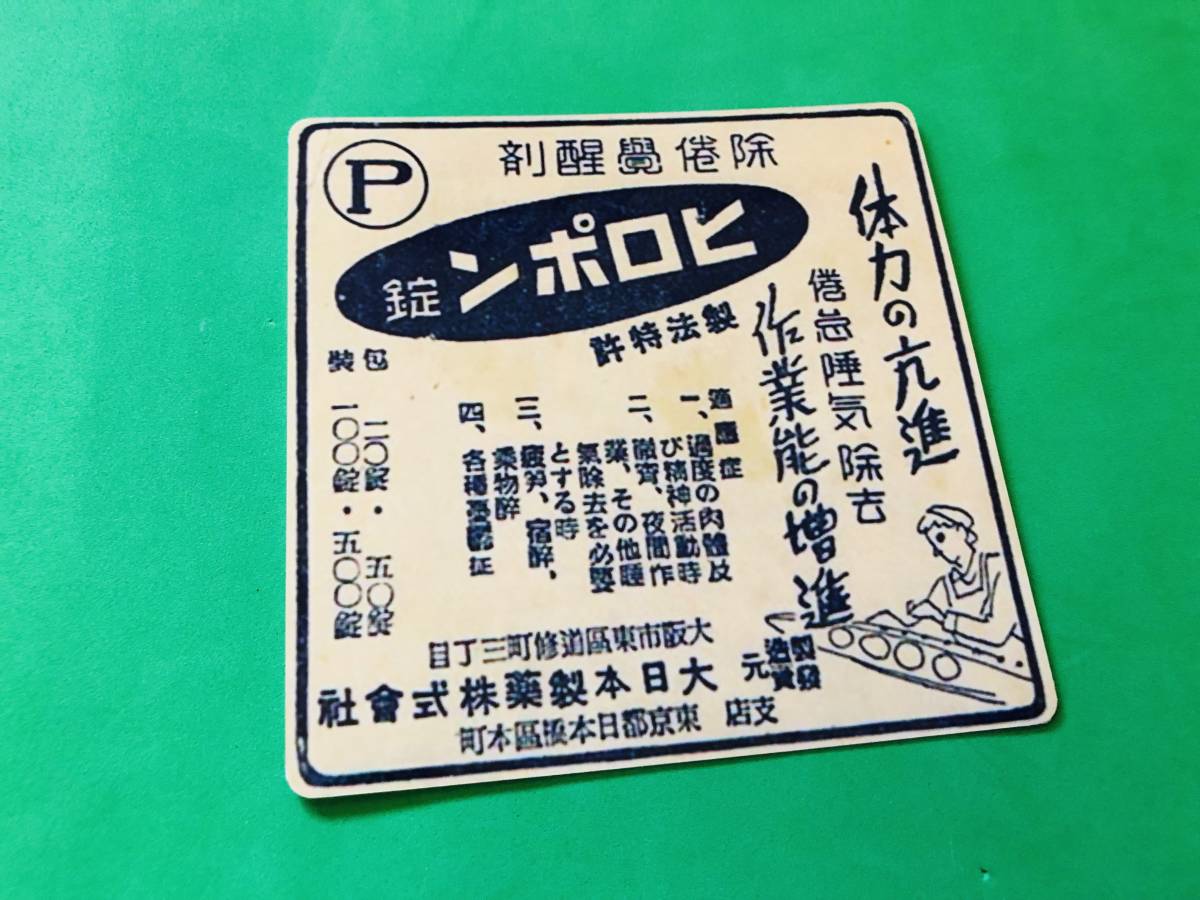 P
除倦覺醒剤
ヒロポン錠
製法特許
体力の亢進
倦怠睡気除去
作業能の増進
適應症
一、過度の肉體及
び精神活動時
二、徹宵、夜間作
業、その他睡
氣除去を必要
とする時
三、疲勞、宿醉、
乗物醉
四、各種憂鬱症
包装
二〇錠・五〇錠
一〇〇錠・五〇〇錠
製造發賣元
大阪市東區道修町三丁目
大日本製薬株式會社
支店 東京都日本橋區本町